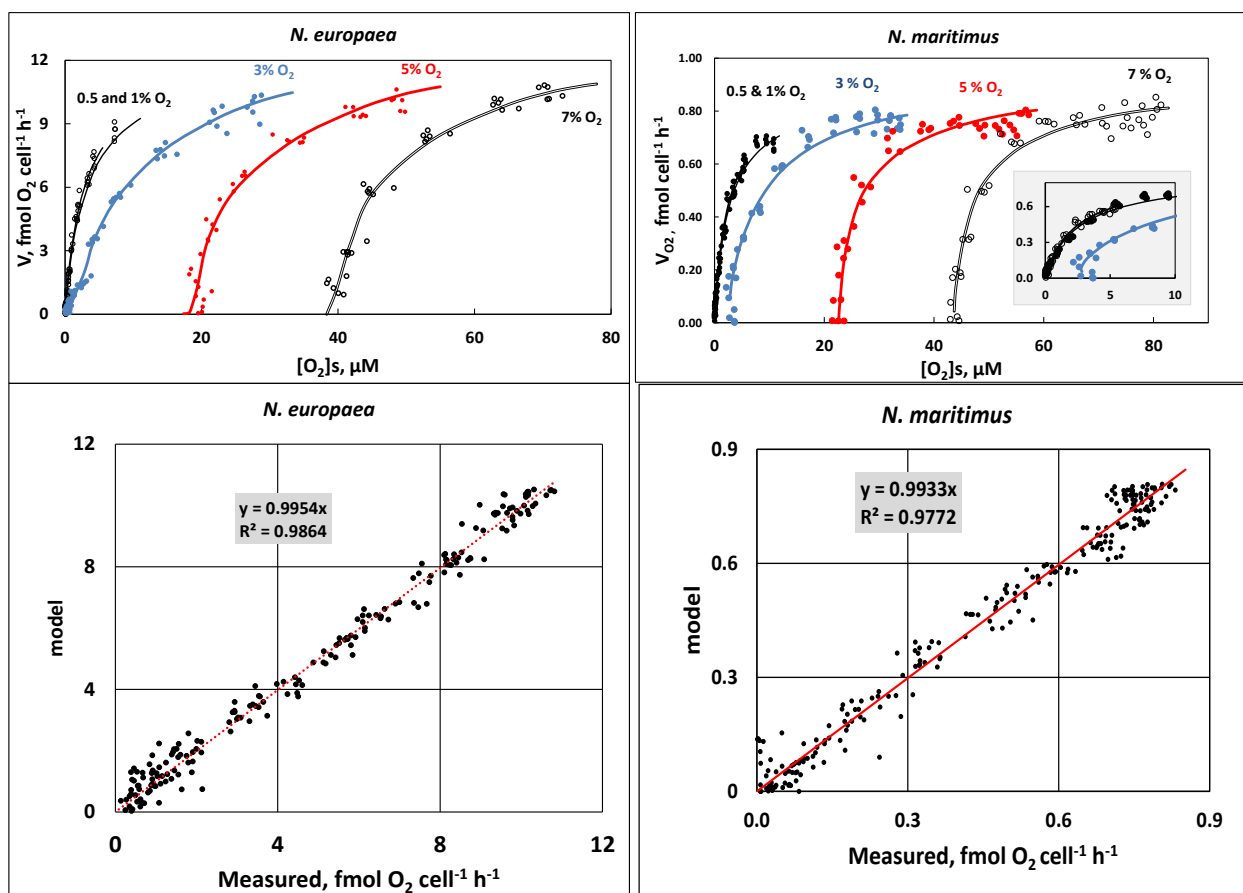 N. europaea
12
9
6
3
0
V, fmol O₂ cell⁻¹ h⁻¹
0.5 and 1% O₂
3% O₂
5% O₂
7% O₂
0 20 40 60 80
[O₂]s, µM
N. maritimus
1.00
0.80
0.60
0.40
0.20
0.00
V_O2, fmol cell⁻¹ h⁻¹
0.5 & 1% O₂
3 % O₂
5 % O₂
7 % O₂
0.6
0.3
0.0
0 5 10
0 20 40 60 80
[O₂]s, µM
N. europaea
12
8
4
0
model
y = 0.9954x
R² = 0.9864
0 4 8 12
Measured, fmol O₂ cell⁻¹ h⁻¹
N. maritimus
0.9
0.6
0.3
0
model
y = 0.9933x
R² = 0.9772
0.0 0.3 0.6 0.9
Measured, fmol O₂ cell⁻¹ h⁻¹